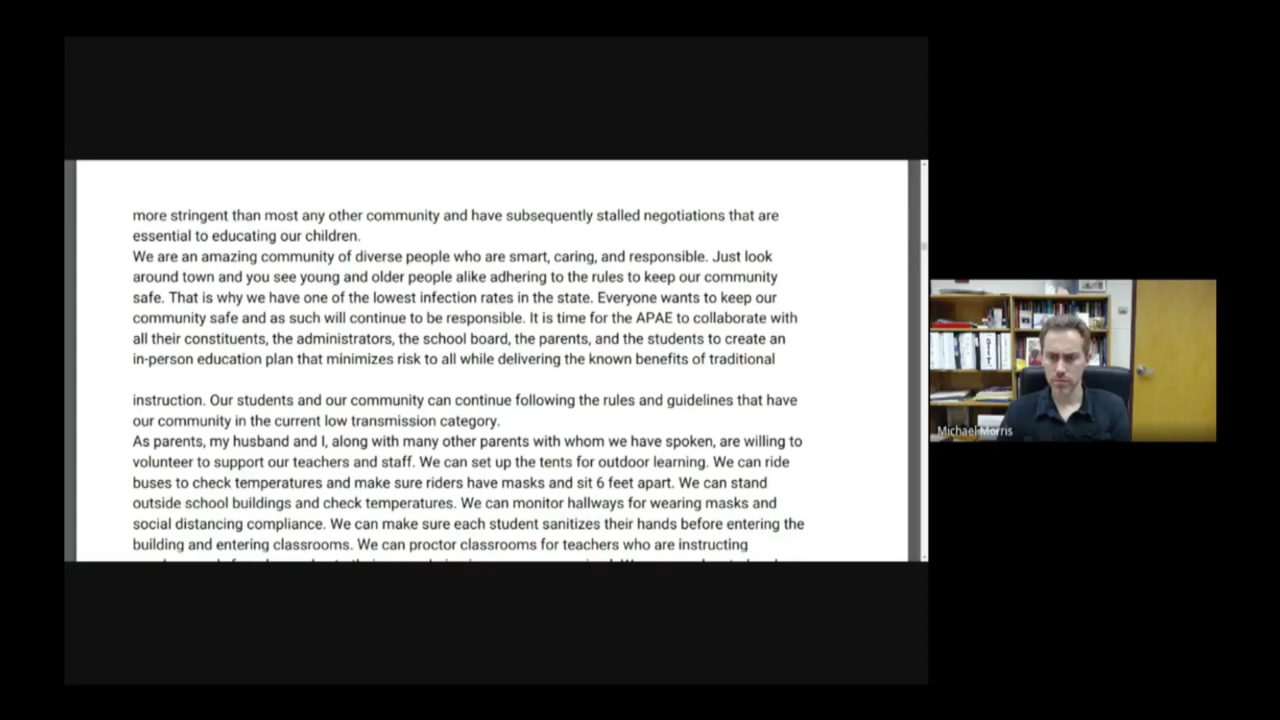 more stringent than most any other community and have subsequently stalled negotiations that are
essential to educating our children.
We are an amazing community of diverse people who are smart, caring, and responsible. Just look
around town and you see young and older people alike adhering to the rules to keep our community
safe. That is why we have one of the lowest infection rates in the state. Everyone wants to keep our
community safe and as such will continue to be responsible. It is time for the APAE to collaborate with
all their constituents, the administrators, the school board, the parents, and the students to create an
in-person education plan that minimizes risk to all while delivering the known benefits of traditional
instruction. Our students and our community can continue following the rules and guidelines that have
our community in the current low transmission category.
As parents, my husband and I, along with many other parents with whom we have spoken, are willing to
volunteer to support our teachers and staff. We can set up the tents for outdoor learning. We can ride
buses to check temperatures and make sure riders have masks and sit 6 feet apart. We can stand
outside school buildings and check temperatures. We can monitor hallways for wearing masks and
social distancing compliance. We can make sure each student sanitizes their hands before entering the
building and entering classrooms. We can proctor classrooms for teachers who are instructing
Michael Morris